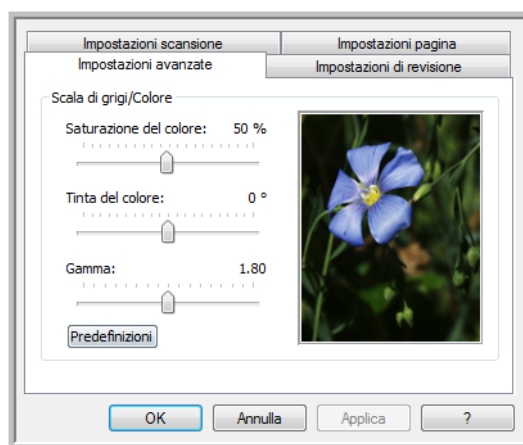 Impostazioni scansione
Impostazioni pagina
Impostazioni avanzate
Impostazioni di revisione
Scala di grigi/Colore
Saturazione del colore: 50 %
Tinta del colore: 0 °
Gamma: 1.80
Predefinizioni
OK Annulla Applica ?